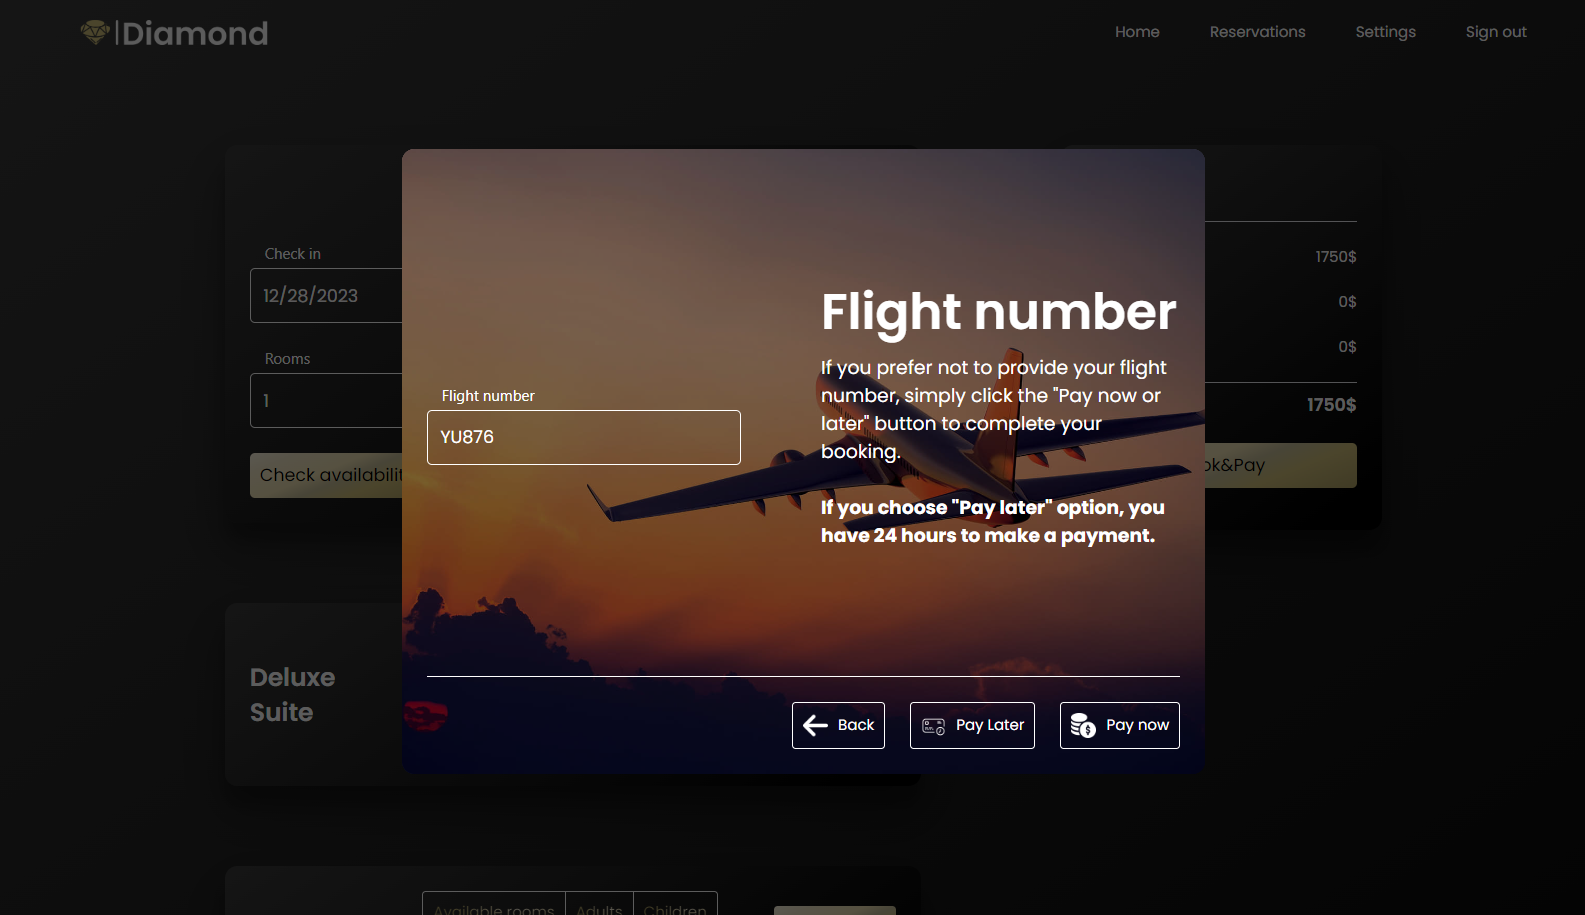 |Diamond
Home
Reservations
Settings
Sign out
Check in
12/28/2023
Rooms
1
Check availabilit
1750$
0$
0$
1750$
ok&Pay
Flight number
If you prefer not to provide your flight
number, simply click the "Pay now or
later" button to complete your
booking.
If you choose "Pay later" option, you
have 24 hours to make a payment.
Flight number
YU876
Back
Pay Later
Pay now
Deluxe
Suite
Available rooms
Adults
Children